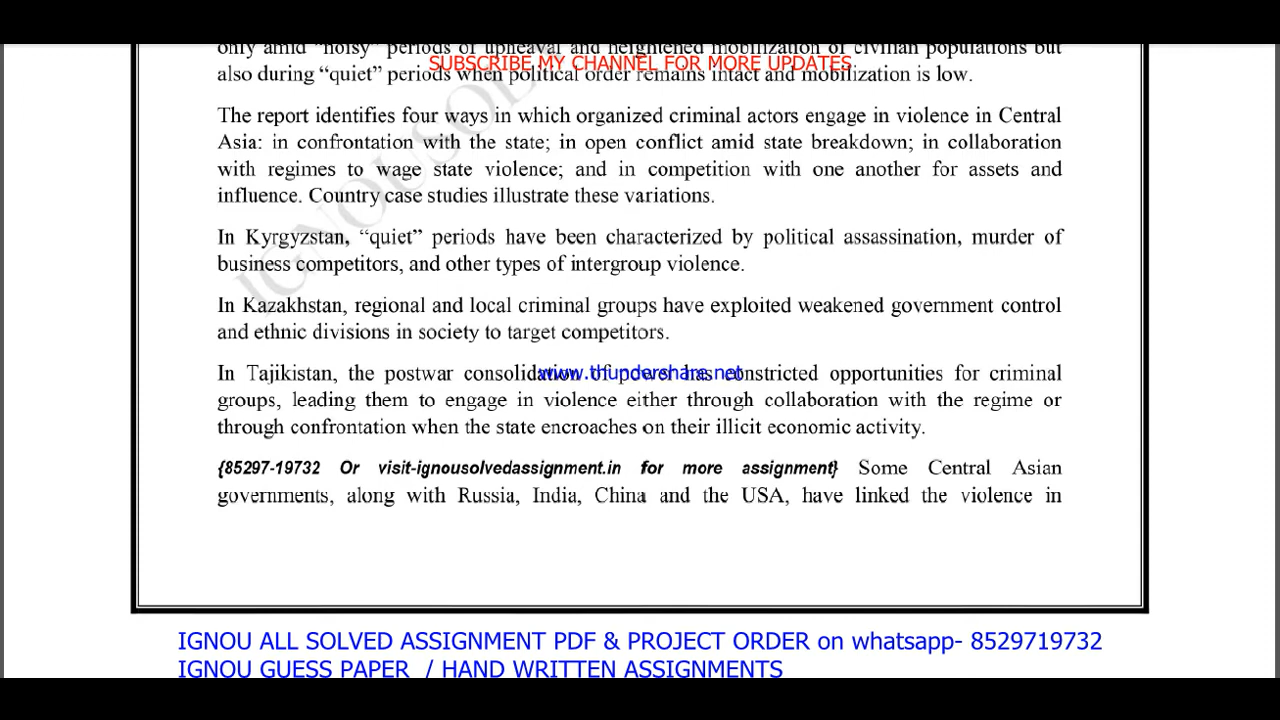 only amid “noisy” periods of upheaval and heightened mobilization of civilian populations but
SUBSCRIBE MY CHANNEL FOR MORE UPDATES
also during “quiet” periods when political order remains intact and mobilization is low.
The report identifies four ways in which organized criminal actors engage in violence in Central
Asia: in confrontation with the state; in open conflict amid state breakdown; in collaboration
with regimes to wage state violence; and in competition with one another for assets and
influence. Country case studies illustrate these variations.
In Kyrgyzstan, “quiet” periods have been characterized by political assassination, murder of
business competitors, and other types of intergroup violence.
In Kazakhstan, regional and local criminal groups have exploited weakened government control
and ethnic divisions in society to target competitors.
In Tajikistan, the postwar consolidation of power has constricted opportunities for criminal
www.thundershare.net
groups, leading them to engage in violence either through collaboration with the regime or
through confrontation when the state encroaches on their illicit economic activity.
{85297-19732 Or visit-ignousolvedassignment.in for more assignment} Some Central Asian
governments, along with Russia, India, China and the USA, have linked the violence in
IGNOU ALL SOLVED ASSIGNMENT PDF & PROJECT ORDER on whatsapp- 8529719732
IGNOU GUESS PAPER / HAND WRITTEN ASSIGNMENTS